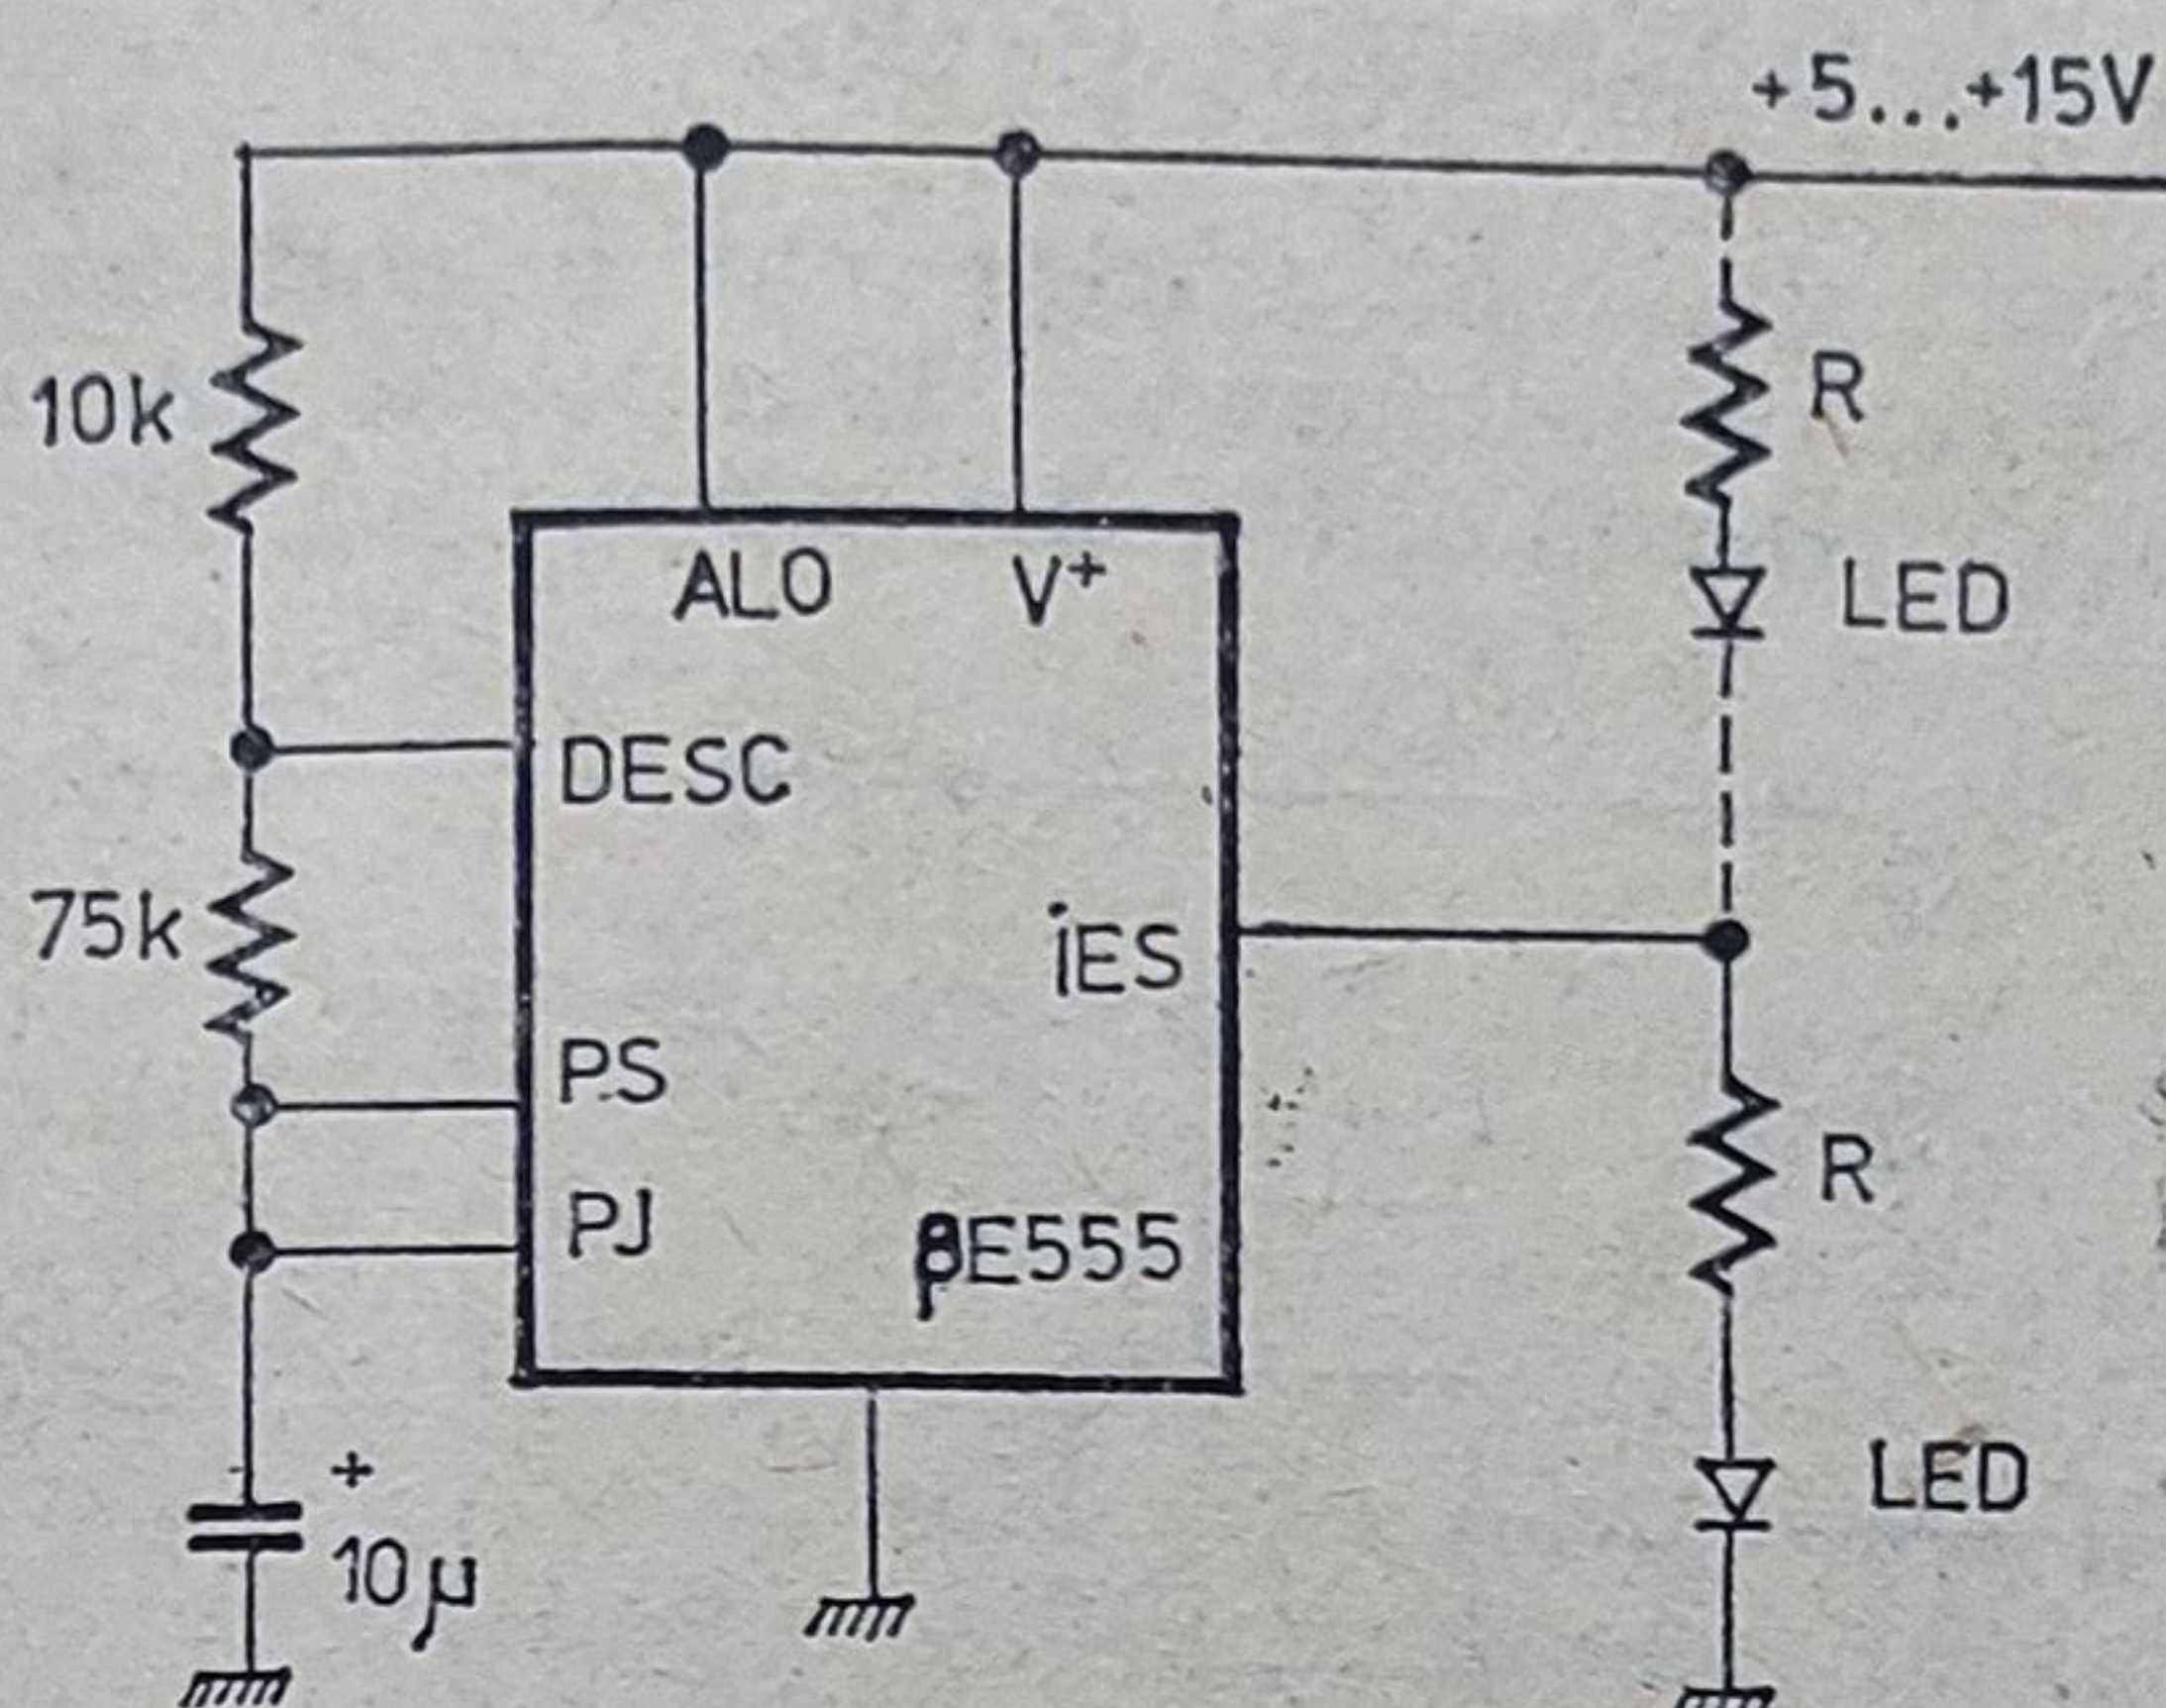 +5...+15V
10k
R
ALO V+
LED
DESC
75k
iES
PS
R
PJ
βE555
+
LED
10μ